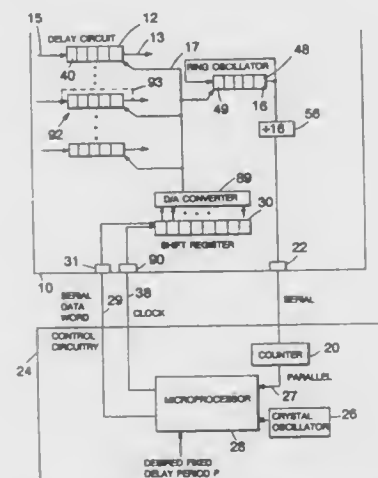 15
DELAY CIRCUIT
12
13
17
RING OSCILLATOR
48
40
93
49
16
56
÷16
92
89
D/A CONVERTER
30
SHIFT REGISTER
31
90
22
10
SERIAL DATA WORD
29
38
CLOCK
SERIAL
24
CONTROL CIRCUITRY
COUNTER
20
PARALLEL
27
MICROPROCESSOR
CRYSTAL OSCILLATOR
26
28
DESIRED FIXED DELAY PERIOD P